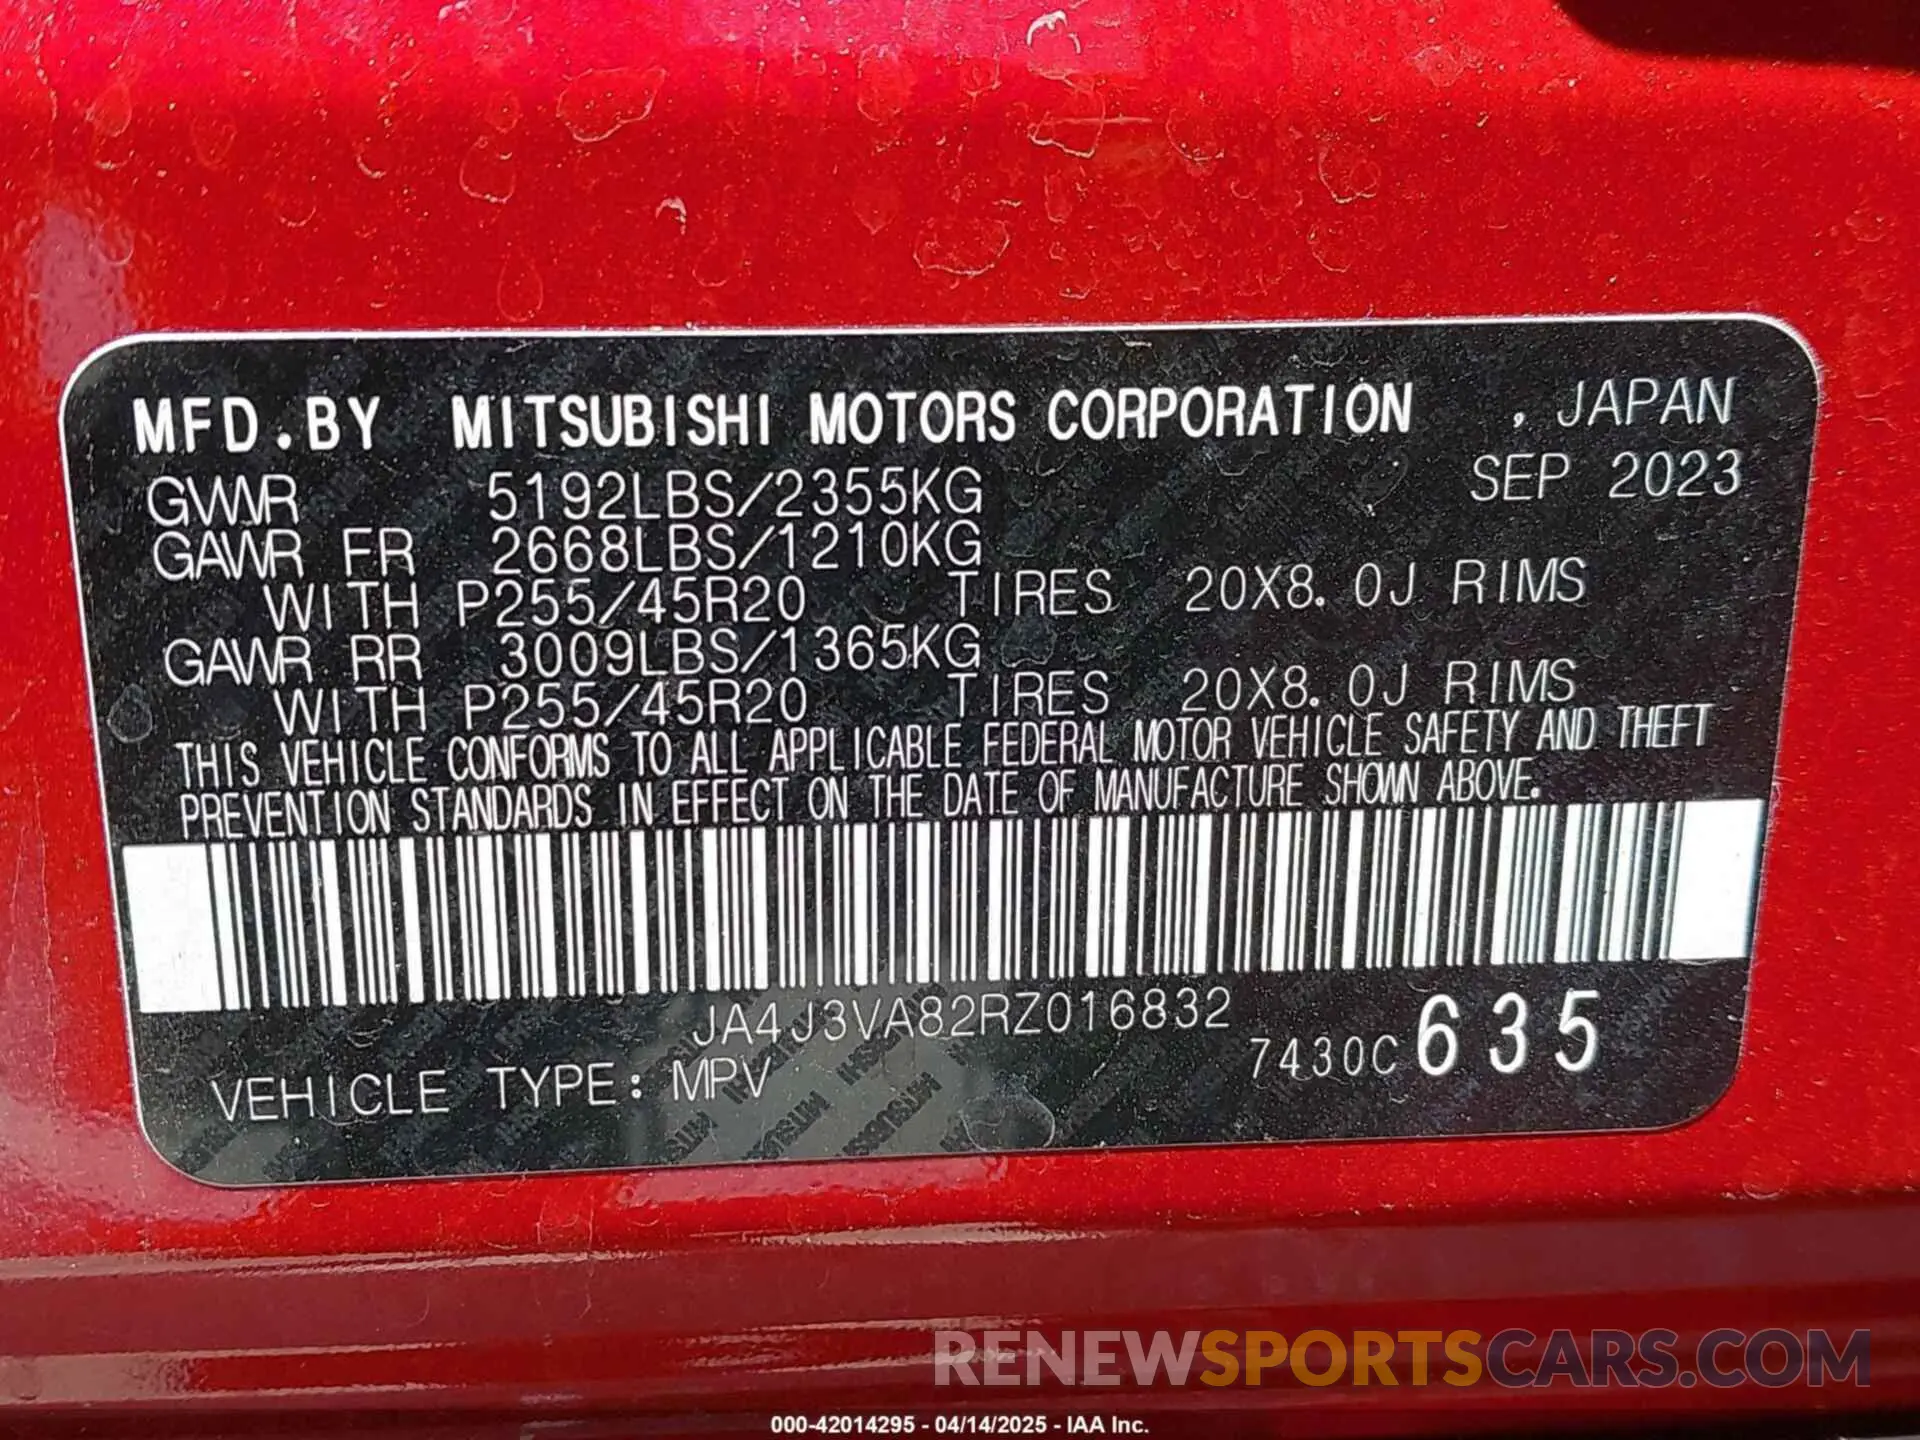 MFD.BY MITSUBISHI MOTORS CORPORATION , JAPAN
GVWR 5192LBS/2355KG SEP 2023
GAWR FR 2668LBS/1210KG
WITH P255/45R20 TIRES 20X8.0J RIMS
GAWR RR 3009LBS/1365KG
WITH P255/45R20 TIRES 20X8.0J RIMS
THIS VEHICLE CONFORMS TO ALL APPLICABLE FEDERAL MOTOR VEHICLE SAFETY AND THEFT
PREVENTION STANDARDS IN EFFECT ON THE DATE OF MANUFACTURE SHOWN ABOVE.
JA4J3VA82RZ016832
VEHICLE TYPE: MPV 7430C 635
RENEWSPORTSCARS.COM
000-42014295 - 04/14/2025 - IAA Inc.